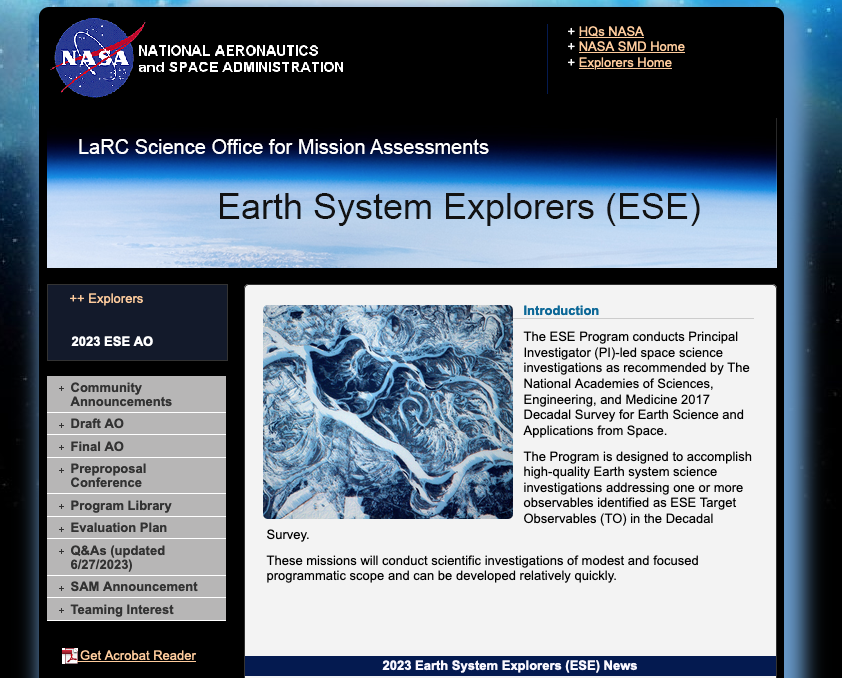 NASA
NATIONAL AERONAUTICS
and SPACE ADMINISTRATION
+ HQs NASA
+ NASA SMD Home
+ Explorers Home
LaRC Science Office for Mission Assessments
Earth System Explorers (ESE)
++ Explorers
2023 ESE AO
+ Community
Announcements
+ Draft AO
+ Final AO
+ Preproposal
Conference
+ Program Library
+ Evaluation Plan
+ Q&As (updated
6/27/2023)
+ SAM Announcement
+ Teaming Interest
Get Acrobat Reader
Introduction
The ESE Program conducts Principal
Investigator (PI)-led space science
investigations as recommended by The
National Academies of Sciences,
Engineering, and Medicine 2017
Decadal Survey for Earth Science and
Applications from Space.
The Program is designed to accomplish
high-quality Earth system science
investigations addressing one or more
observables identified as ESE Target
Observables (TO) in the Decadal
Survey.
These missions will conduct scientific investigations of modest and focused
programmatic scope and can be developed relatively quickly.
2023 Earth System Explorers (ESE) News